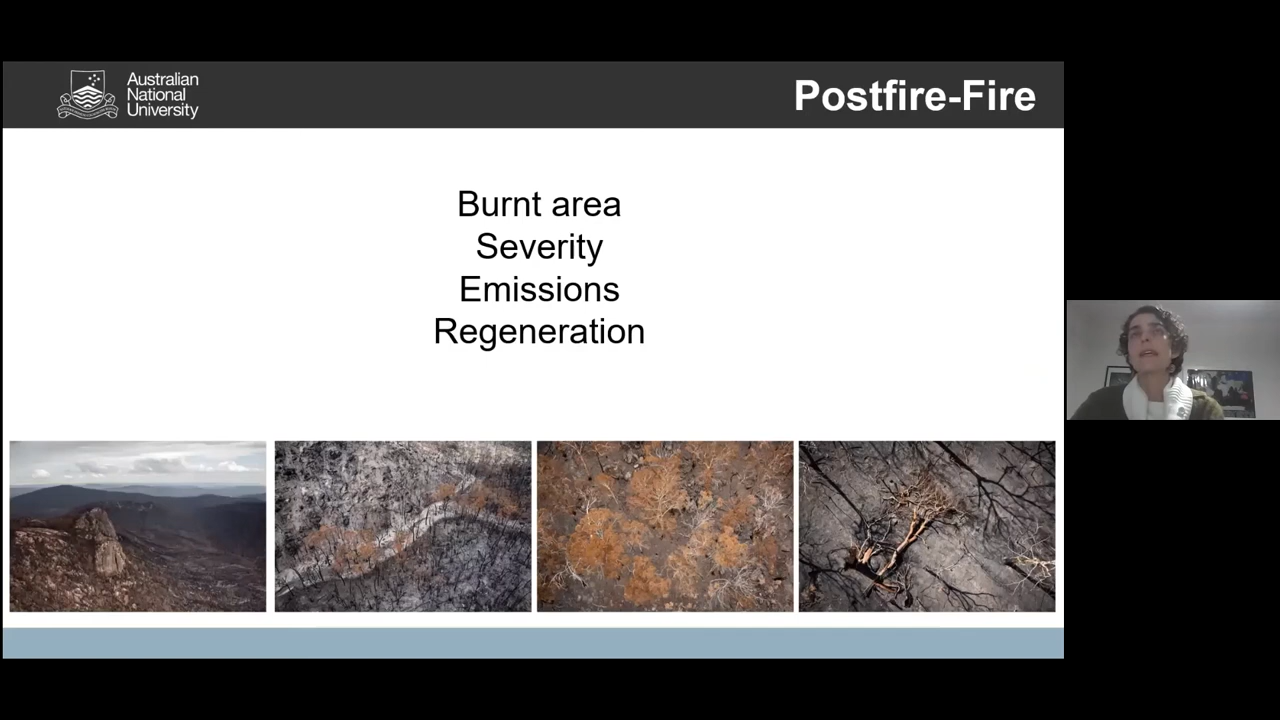 Australian
National
University
Postfire-Fire
Burnt area
Severity
Emissions
Regeneration